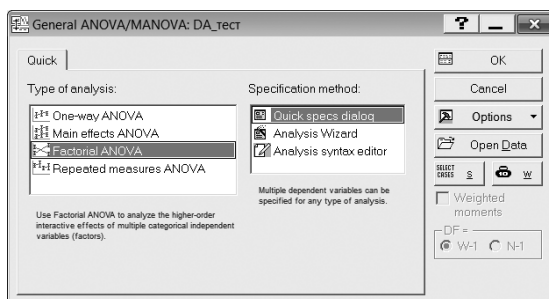 General ANOVA/MANOVA: DA_тест
Quick
Type of analysis:
One-way ANOVA
Main effects ANOVA
Factorial ANOVA
Repeated measures ANOVA
Use Factorial ANOVA to analyze the higher-order
interactive effects of multiple categorical independent
variables (factors).
Specification method:
Quick specs dialog
Analysis Wizard
Analysis syntax editor
Multiple dependent variables can be
specified for any type of analysis.
OK
Cancel
Options
Open Data
SELECT
CASES
S
W
Weighted
moments
DF =
W-1
N-1